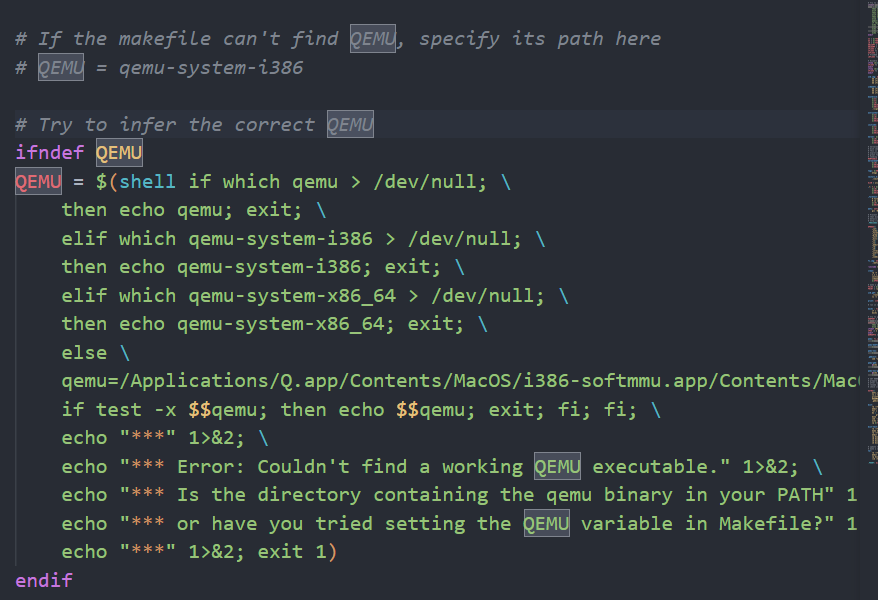 # If the makefile can't find QEMU, specify its path here
# QEMU = qemu-system-i386
# Try to infer the correct QEMU
ifndef QEMU
QEMU = $(shell if which qemu > /dev/null; \
then echo qemu; exit; \
elif which qemu-system-i386 > /dev/null; \
then echo qemu-system-i386; exit; \
elif which qemu-system-x86_64 > /dev/null; \
then echo qemu-system-x86_64; exit; \
else \
qemu=/Applications/Q.app/Contents/MacOS/i386-softmmu.app/Contents/Mac
if test -x $$qemu; then echo $$qemu; exit; fi; fi; \
echo "***" 1>&2; \
echo "*** Error: Couldn't find a working QEMU executable." 1>&2; \
echo "*** Is the directory containing the qemu binary in your PATH" 1
echo "*** or have you tried setting the QEMU variable in Makefile?" 1
echo "***" 1>&2; exit 1)
endif